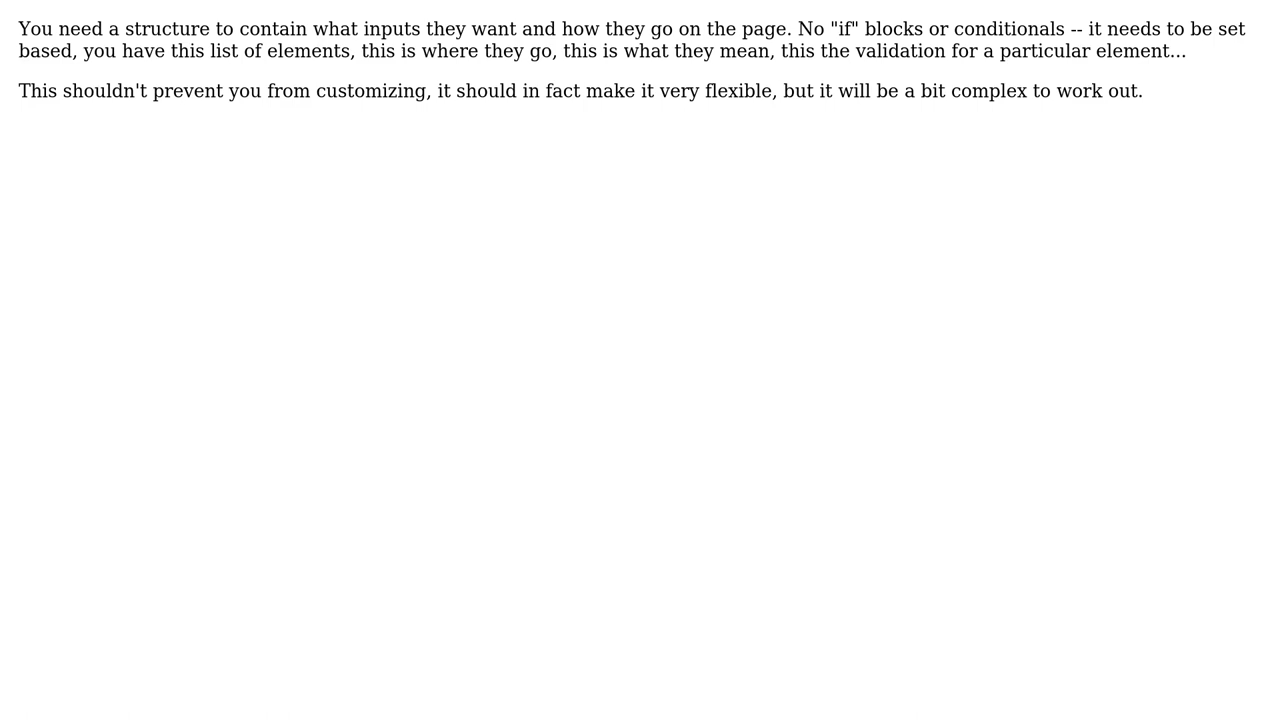 You need a structure to contain what inputs they want and how they go on the page. No "if" blocks or conditionals -- it needs to be set
based, you have this list of elements, this is where they go, this is what they mean, this the validation for a particular element...
This shouldn't prevent you from customizing, it should in fact make it very flexible, but it will be a bit complex to work out.